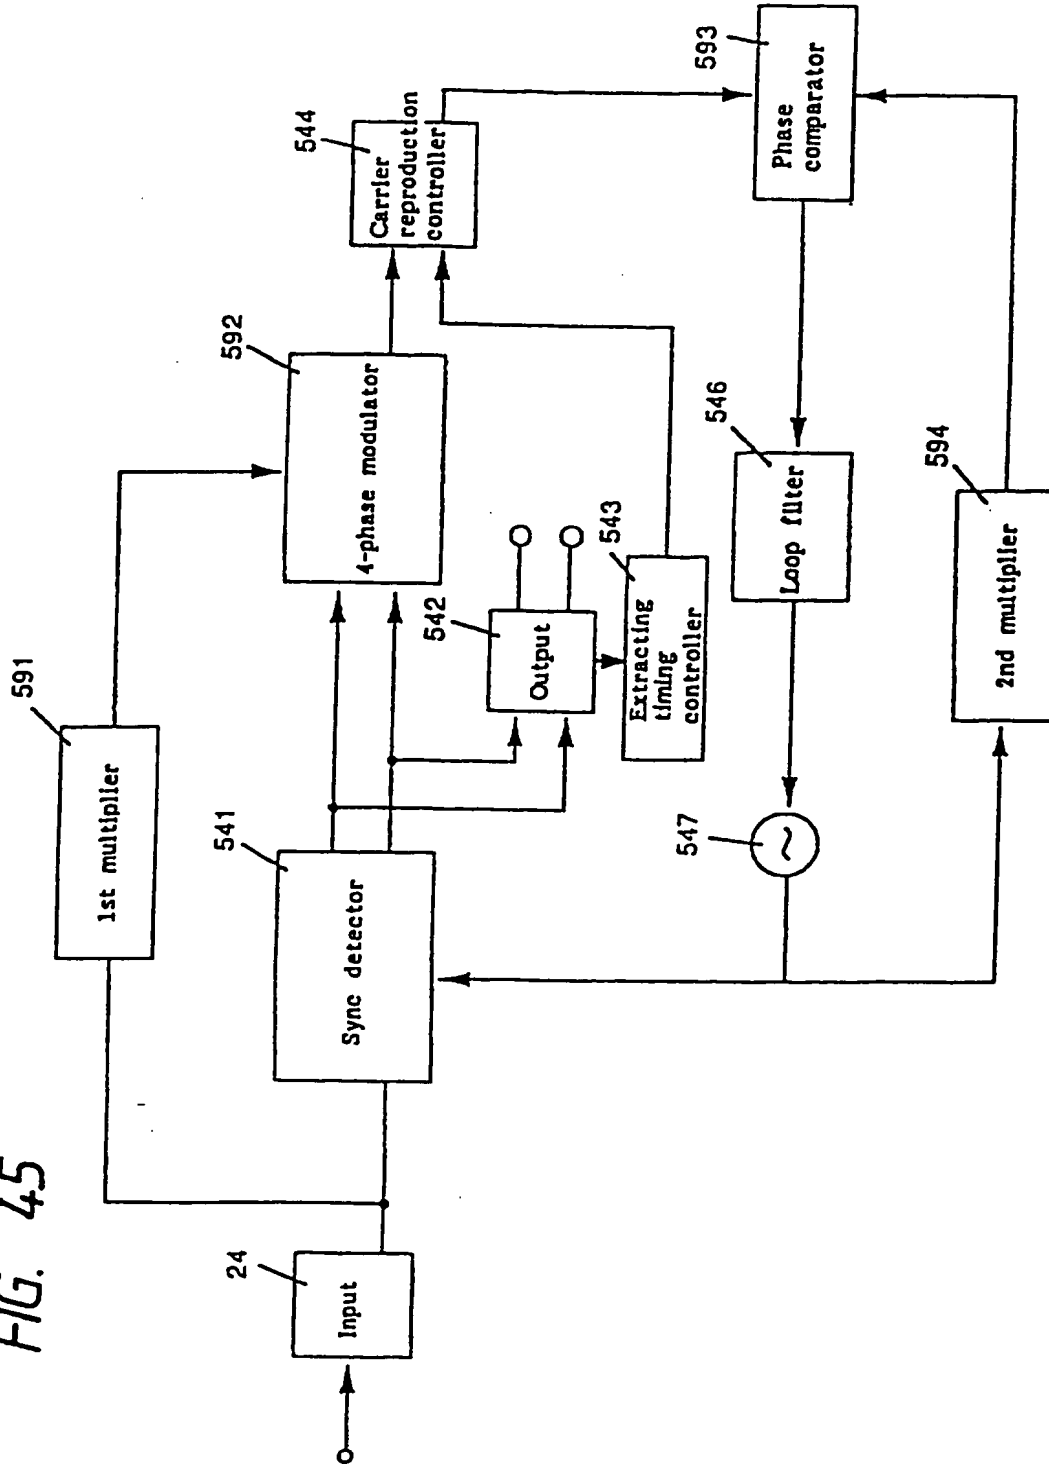 FIG. 45
591
1st multiplier
24
Input
541
Sync detector
592
4-phase modulator
544
Carrier
reproduction
controller
542
Output
543
Extracting
timing
controller
547
~
546
Loop filter
593
Phase
comparator
594
2nd multiplier